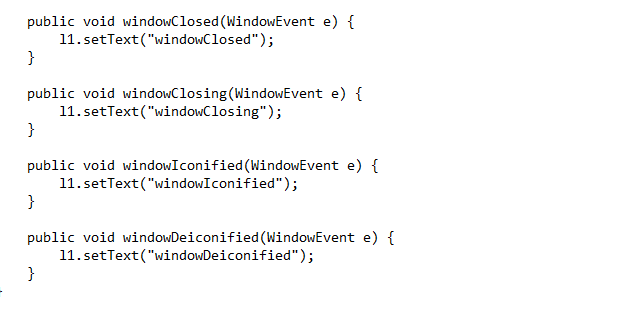 public void windowClosed(WindowEvent e) {
    l1.setText("windowClosed");
}
public void windowClosing(WindowEvent e) {
    l1.setText("windowClosing");
}
public void windowIconified(WindowEvent e) {
    l1.setText("windowIconified");
}
public void windowDeiconified(WindowEvent e) {
    l1.setText("windowDeiconified");
}